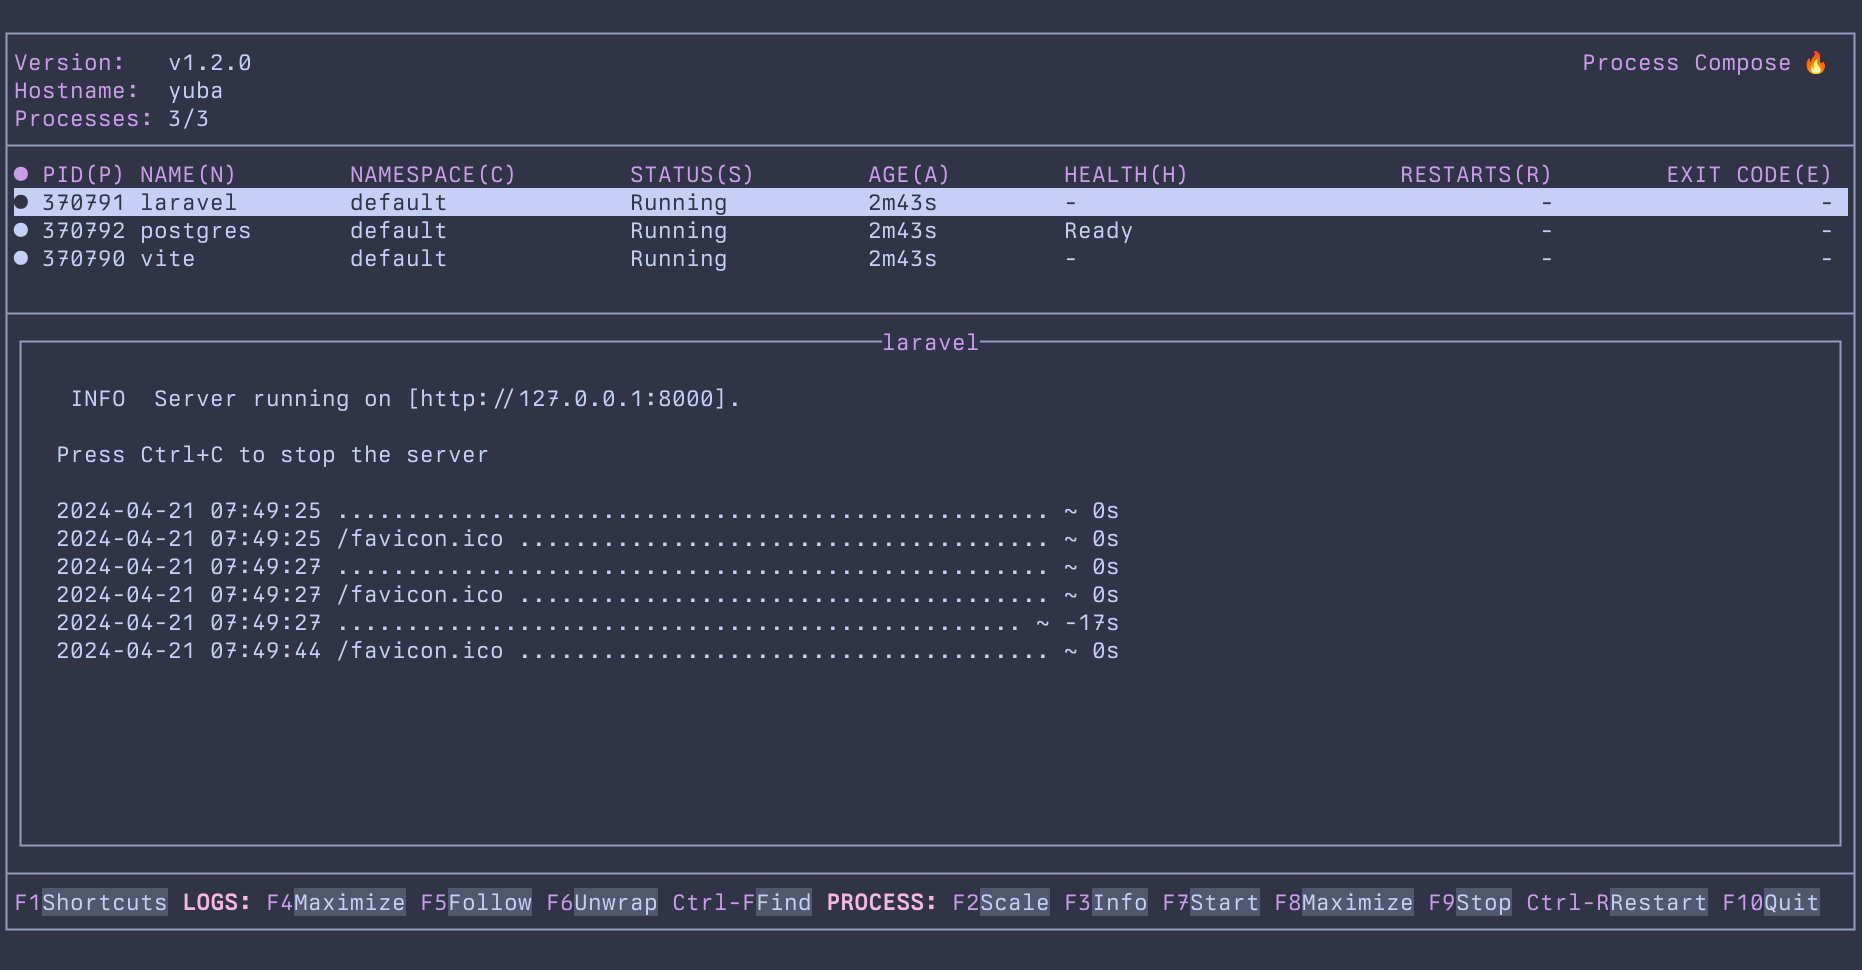 Version: v1.2.0 Process Compose 🔥
Hostname: yuba
Processes: 3/3
● PID(P) NAME(N) NAMESPACE(C) STATUS(S) AGE(A) HEALTH(H) RESTARTS(R) EXIT CODE(E)
● 370791 laravel default Running 2m43s - - -
● 370792 postgres default Running 2m43s Ready - -
● 370790 vite default Running 2m43s - - -
laravel
INFO Server running on [http://127.0.0.1:8000].
Press Ctrl+C to stop the server
2024-04-21 07:49:25 ................................................... ~ 0s
2024-04-21 07:49:25 /favicon.ico ...................................... ~ 0s
2024-04-21 07:49:27 ................................................... ~ 0s
2024-04-21 07:49:27 /favicon.ico ...................................... ~ 0s
2024-04-21 07:49:27 ................................................. ~ -17s
2024-04-21 07:49:44 /favicon.ico ...................................... ~ 0s
F1Shortcuts LOGS: F4Maximize F5Follow F6Unwrap Ctrl-FFind PROCESS: F2Scale F3Info F7Start F8Maximize F9Stop Ctrl-RRestart F10Quit